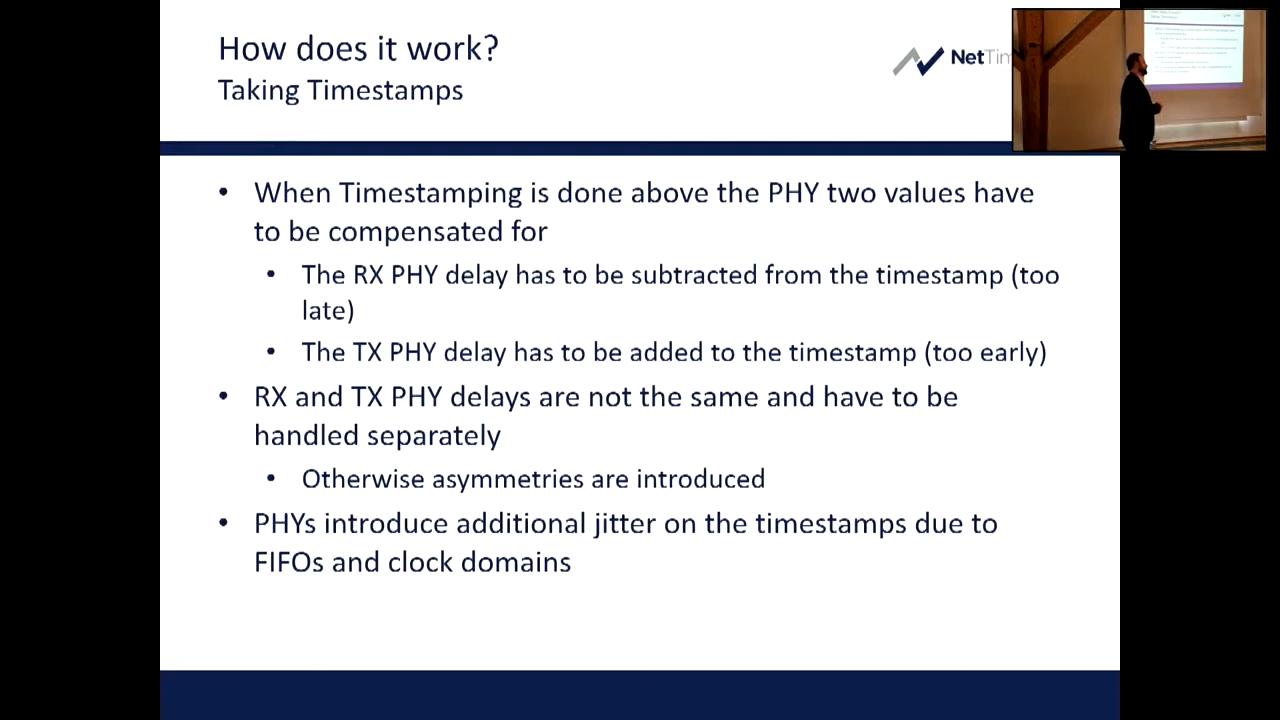 How does it work?
Taking Timestamps
NetTim
• When Timestamping is done above the PHY two values have
to be compensated for
• The RX PHY delay has to be subtracted from the timestamp (too
late)
• The TX PHY delay has to be added to the timestamp (too early)
• RX and TX PHY delays are not the same and have to be
handled separately
• Otherwise asymmetries are introduced
• PHYs introduce additional jitter on the timestamps due to
FIFOs and clock domains